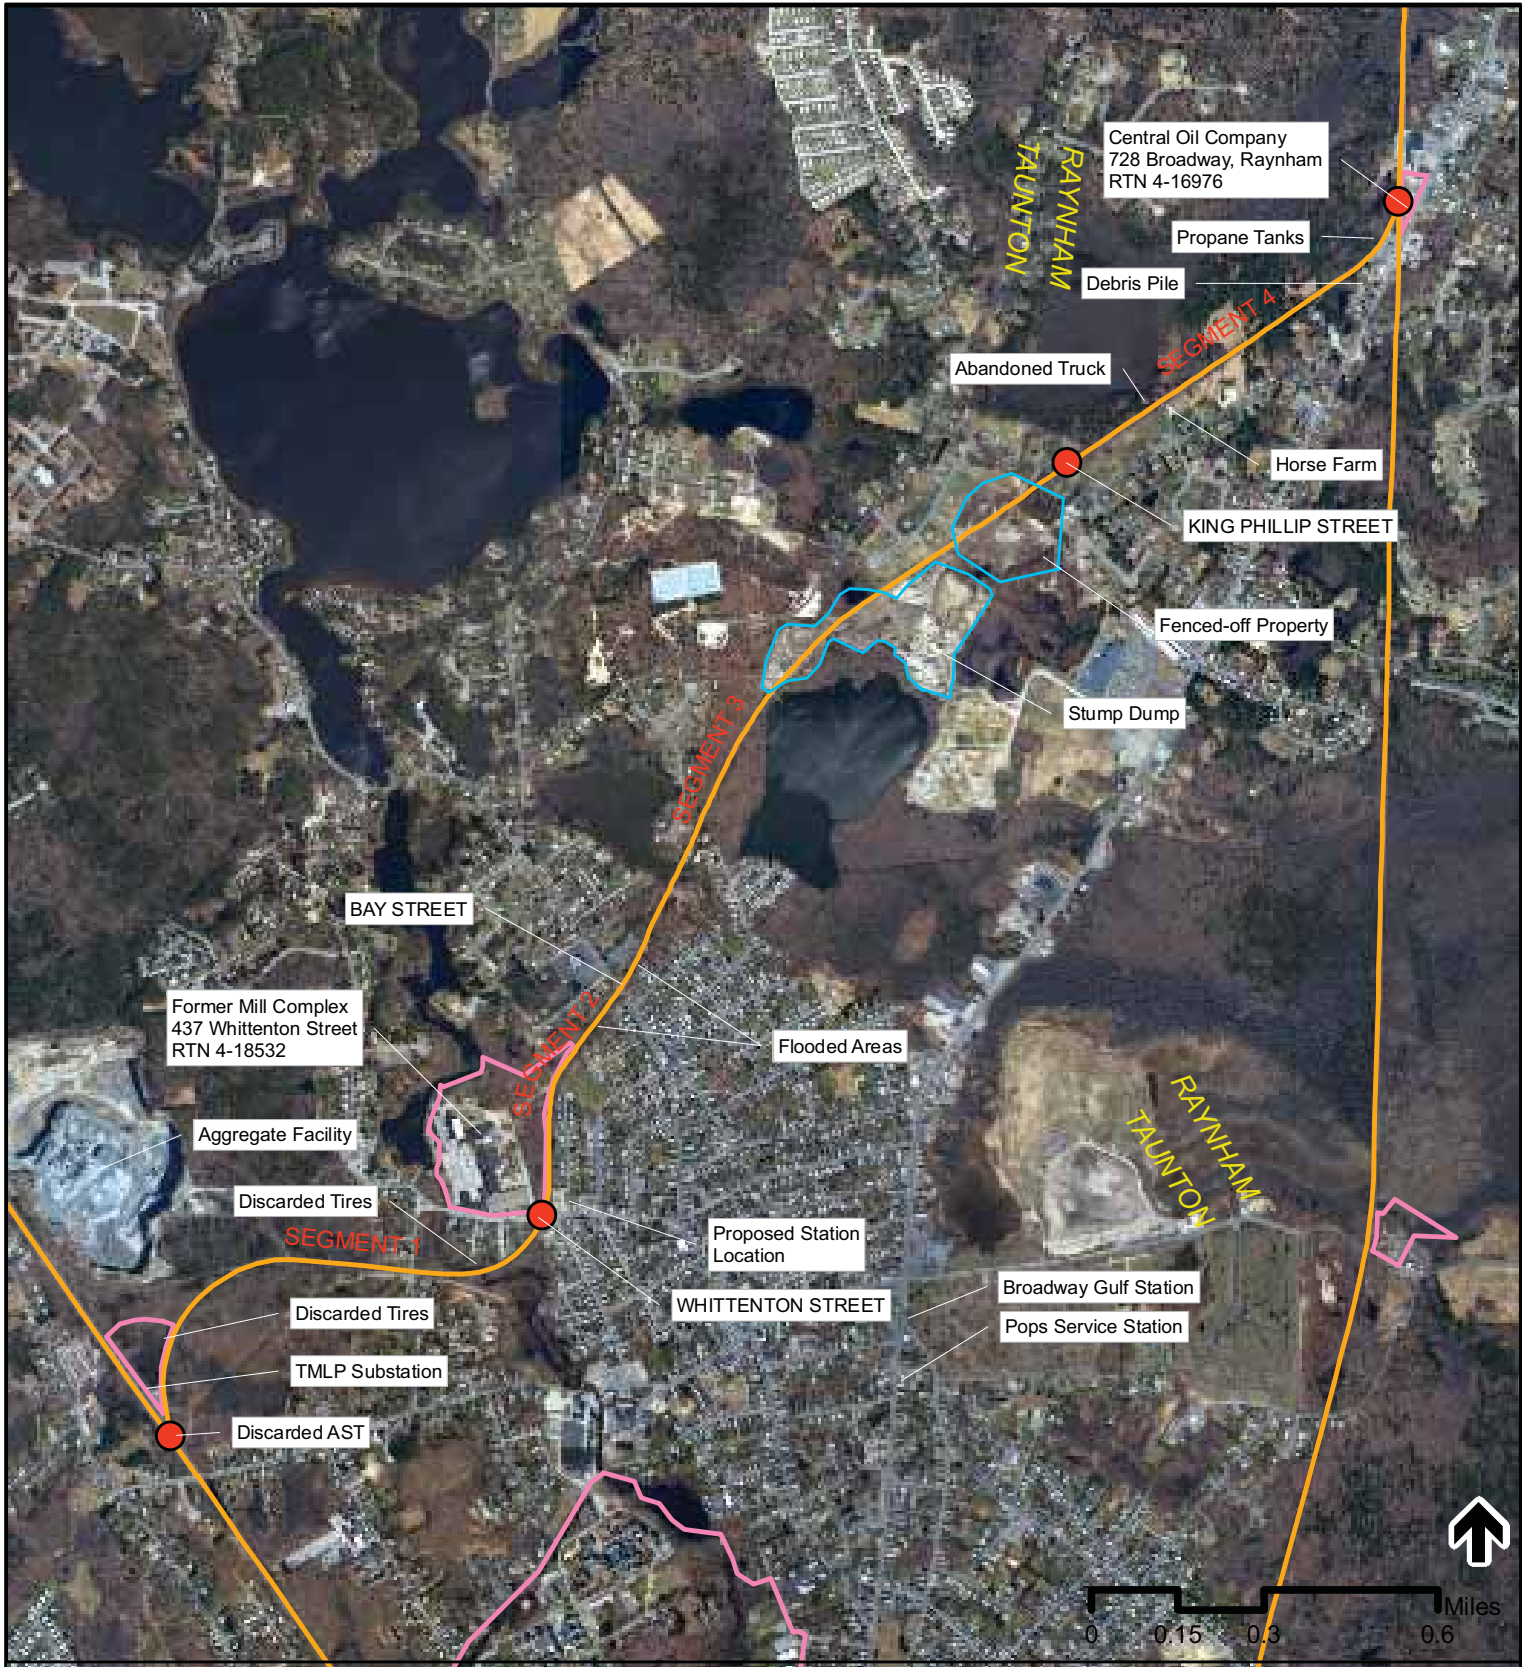 Central Oil Company
728 Broadway, Raynham
RTN 4-16976
RAYNHAM
TAUNTON
Propane Tanks
Debris Pile
SEGMENT 4
Abandoned Truck
Horse Farm
KING PHILLIP STREET
Fenced-off Property
Stump Dump
SEGMENT 3
BAY STREET
Former Mill Complex
437 Whittenton Street
RTN 4-18532
SEGMENT 2
Flooded Areas
RAYNHAM
TAUNTON
Aggregate Facility
Discarded Tires
SEGMENT 1
Proposed Station
Location
WHITTENTON STREET
Broadway Gulf Station
Pops Service Station
Discarded Tires
TMLP Substation
Discarded AST
Miles
0 0.15 0.3 0.6